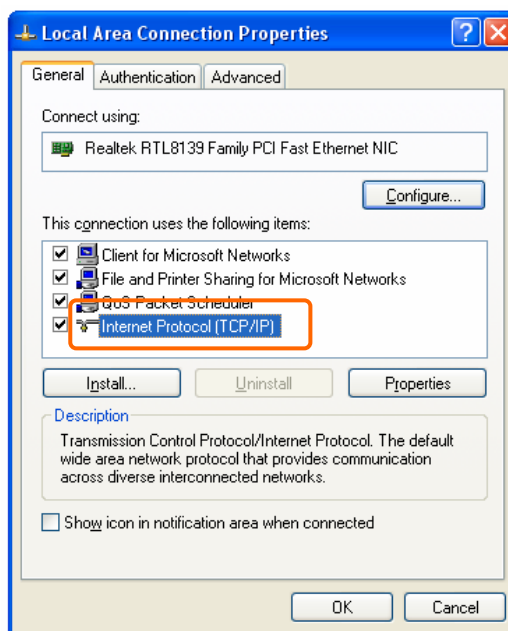 Local Area Connection Properties
General Authentication Advanced
Connect using:
Realtek RTL8139 Family PCI Fast Ethernet NIC
Configure...
This connection uses the following items:
Client for Microsoft Networks
File and Printer Sharing for Microsoft Networks
QoS Packet Scheduler
Internet Protocol (TCP/IP)
Install... Uninstall Properties
Description
Transmission Control Protocol/Internet Protocol. The default
wide area network protocol that provides communication
across diverse interconnected networks.
Show icon in notification area when connected
OK Cancel